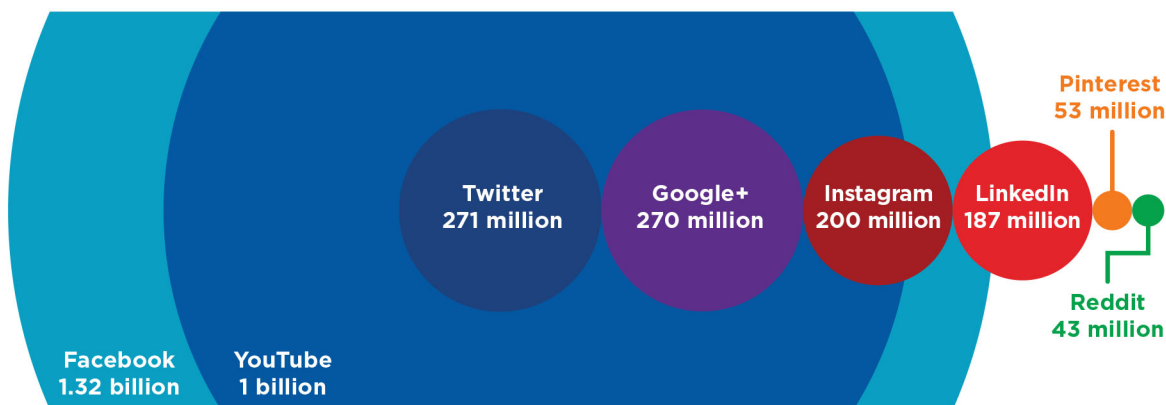 Facebook
1.32 billion
YouTube
1 billion
Twitter
271 million
Google+
270 million
Instagram
200 million
LinkedIn
187 million
Pinterest
53 million
Reddit
43 million